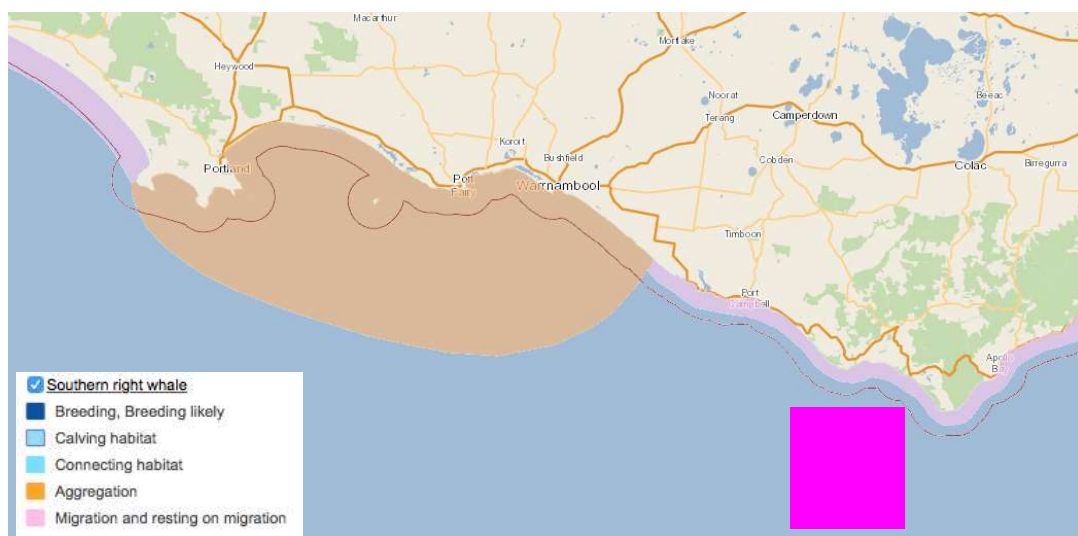 Macarthur
Mortlake
Heywood
Noorat
Beeac
Terang
Camperdown
Koroit
Bushfield
Cobden
Colac
Birregurra
Portland
Port
Fairy
Warrnambool
Timboon
Port
Campbell
Apollo
Bay
Southern right whale
Breeding, Breeding likely
Calving habitat
Connecting habitat
Aggregation
Migration and resting on migration